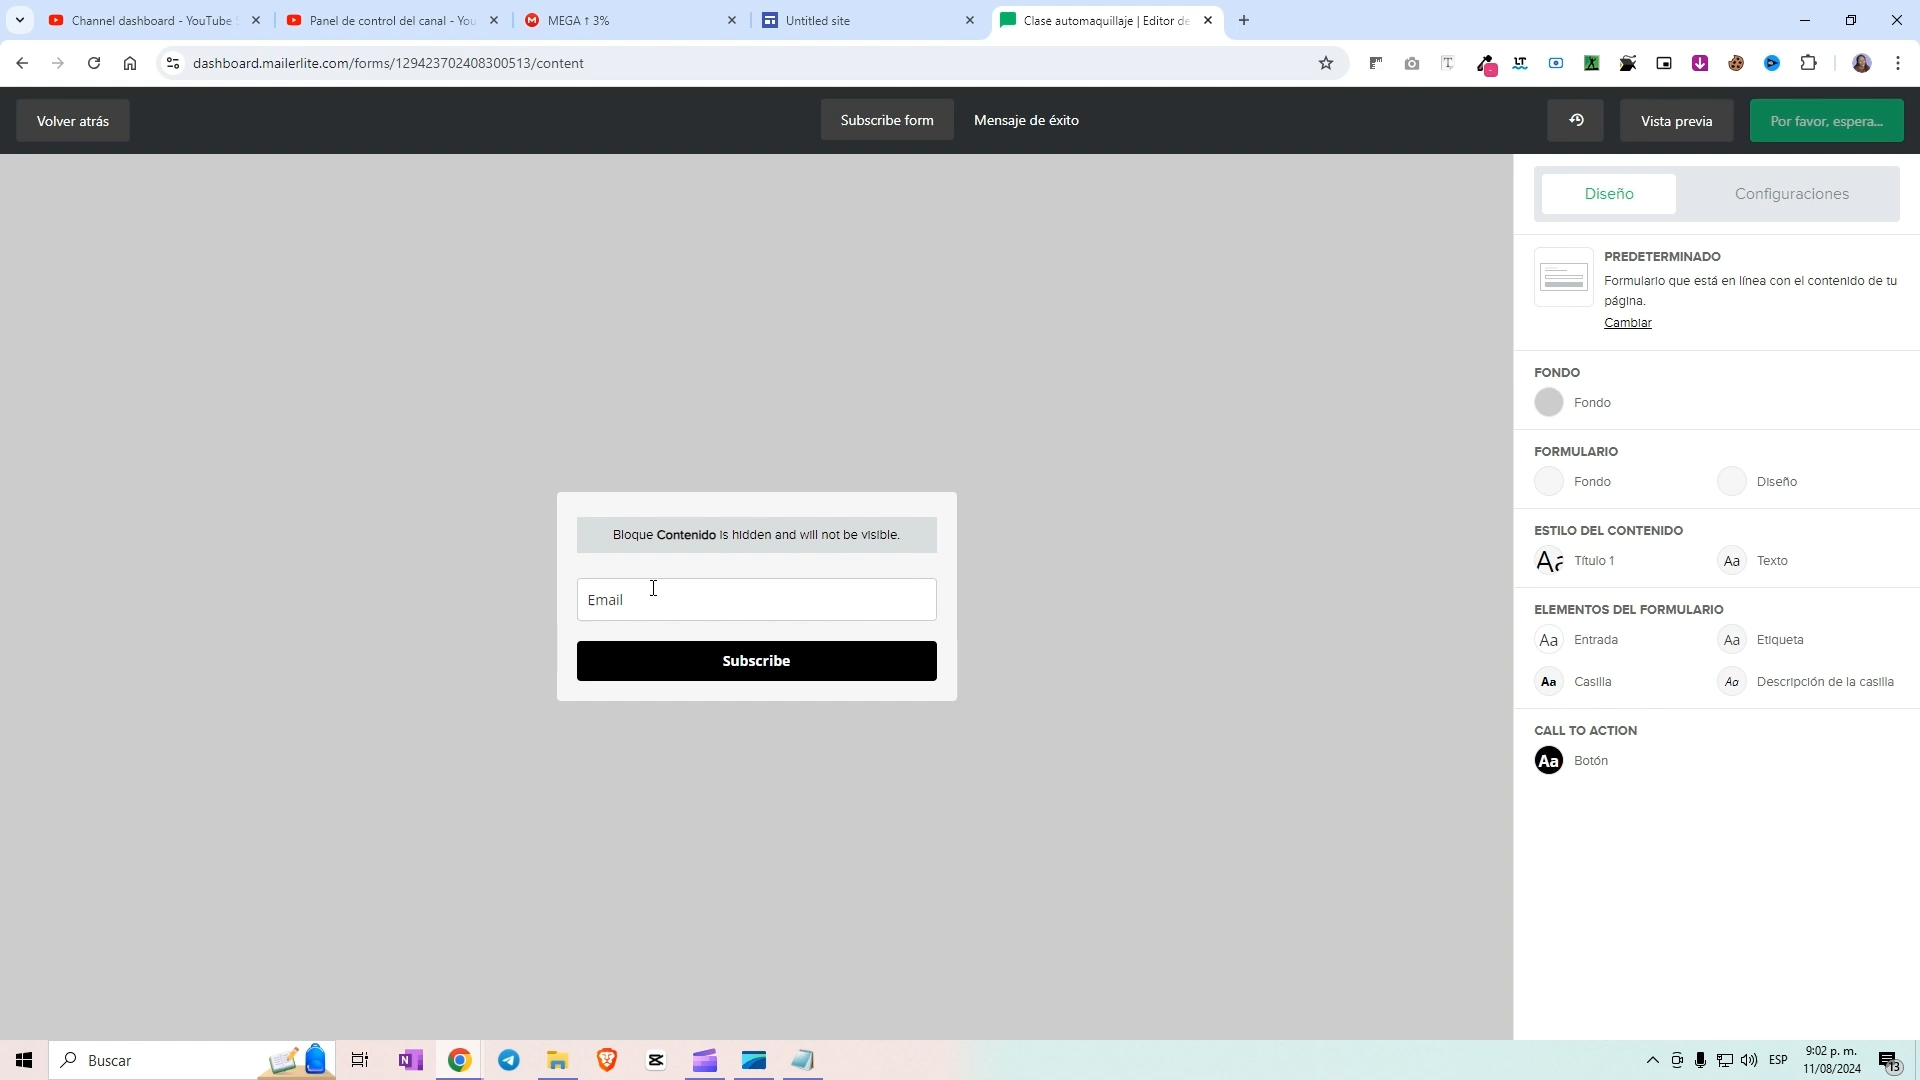 Channel dashboard - YouTube S
Panel de control del canal - You
MEGA ↑ 3%
Untitled site
Clase automaquillaje | Editor de
dashboard.mailerlite.com/forms/129423702408300513/content
Volver atrás
Subscribe form
Mensaje de éxito
Vista previa
Por favor, espera...
Diseño
Configuraciones
PREDETERMINADO
Formulario que está en línea con el contenido de tu
página.
Cambiar
FONDO
Fondo
FORMULARIO
Fondo
Diseño
ESTILO DEL CONTENIDO
Título 1
Aa
Texto
ELEMENTOS DEL FORMULARIO
Aa
Entrada
Aa
Etiqueta
Aa
Casilla
Aa
Descripción de la casilla
CALL TO ACTION
Aa
Botón
Bloque Contenido is hidden and will not be visible.
Email
Subscribe
Buscar
ESP
9:02 p. m.
11/08/2024
13